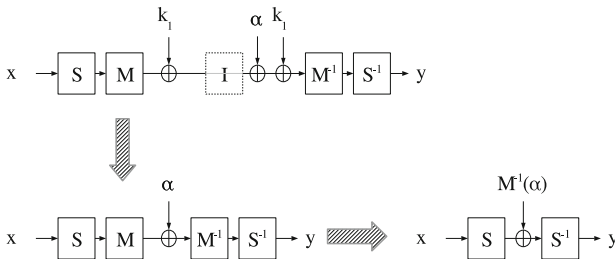 k₁ α k₁
x S M I M⁻¹ S⁻¹ y
α M⁻¹(α)
x S M M⁻¹ S⁻¹ y x S S⁻¹ y